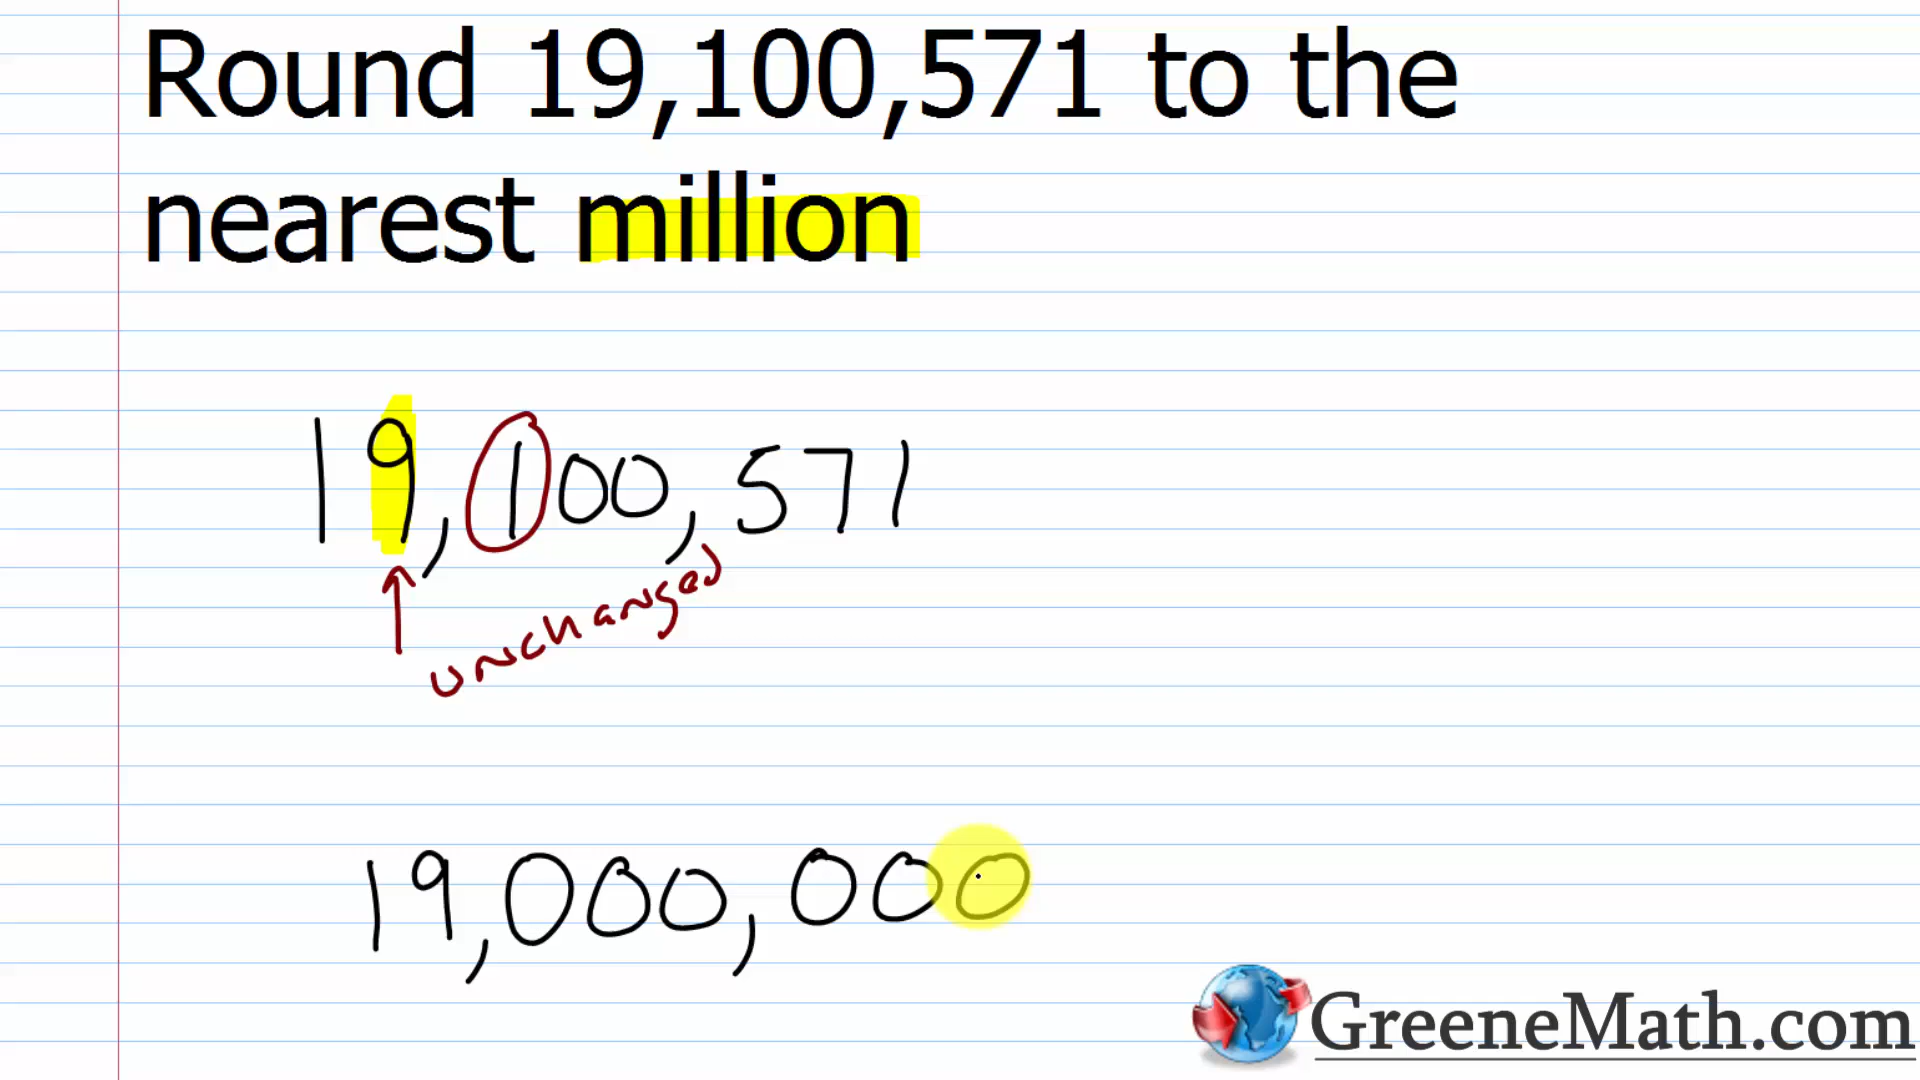 Round 19,100,571 to the
nearest million
19,100,571
unchanged
19,000,000
GreeneMath.com